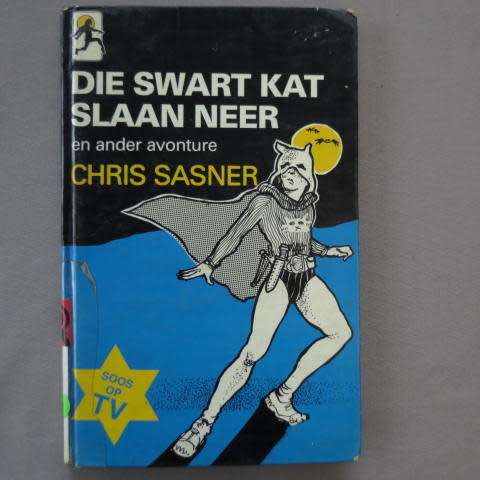 DIE SWART KAT
SLAAN NEER
en ander avonture
CHRIS SASNER
SOOS
OP
TV